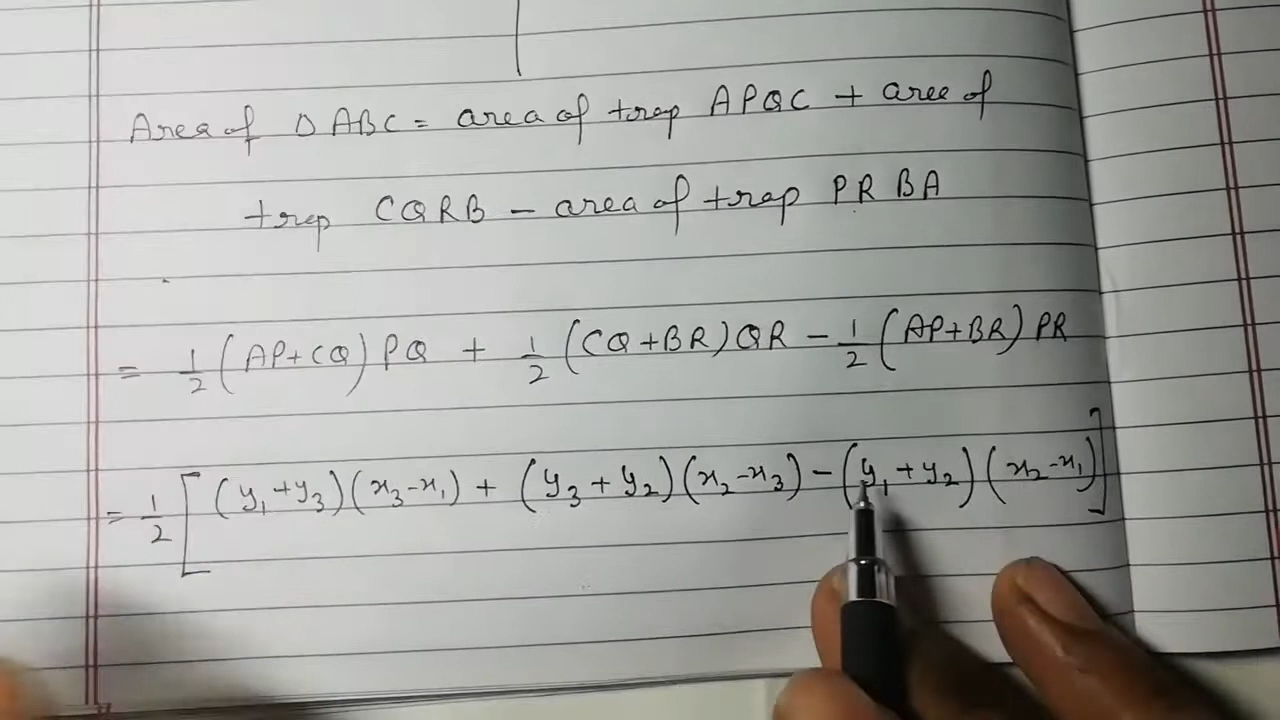 Area of Δ ABC = area of trap APQC + area of
trap CQRB - area of trap PRBA
= 1/2 (AP+CQ) PQ + 1/2 (CQ+BR) QR - 1/2 (AP+BR) PR
= 1/2 [ (y₁+y₃)(x₃-x₁) + (y₃+y₂)(x₂-x₃) - (y₁+y₂)(x₂-x₁) ]